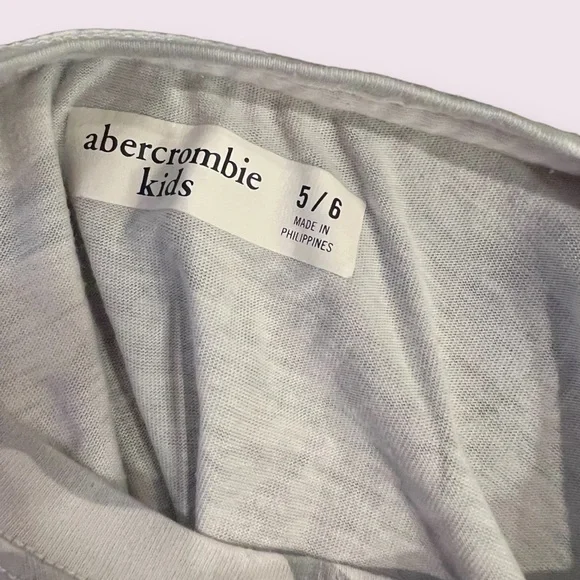 abercrombie
kids
5/6
MADE IN
PHILIPPINES